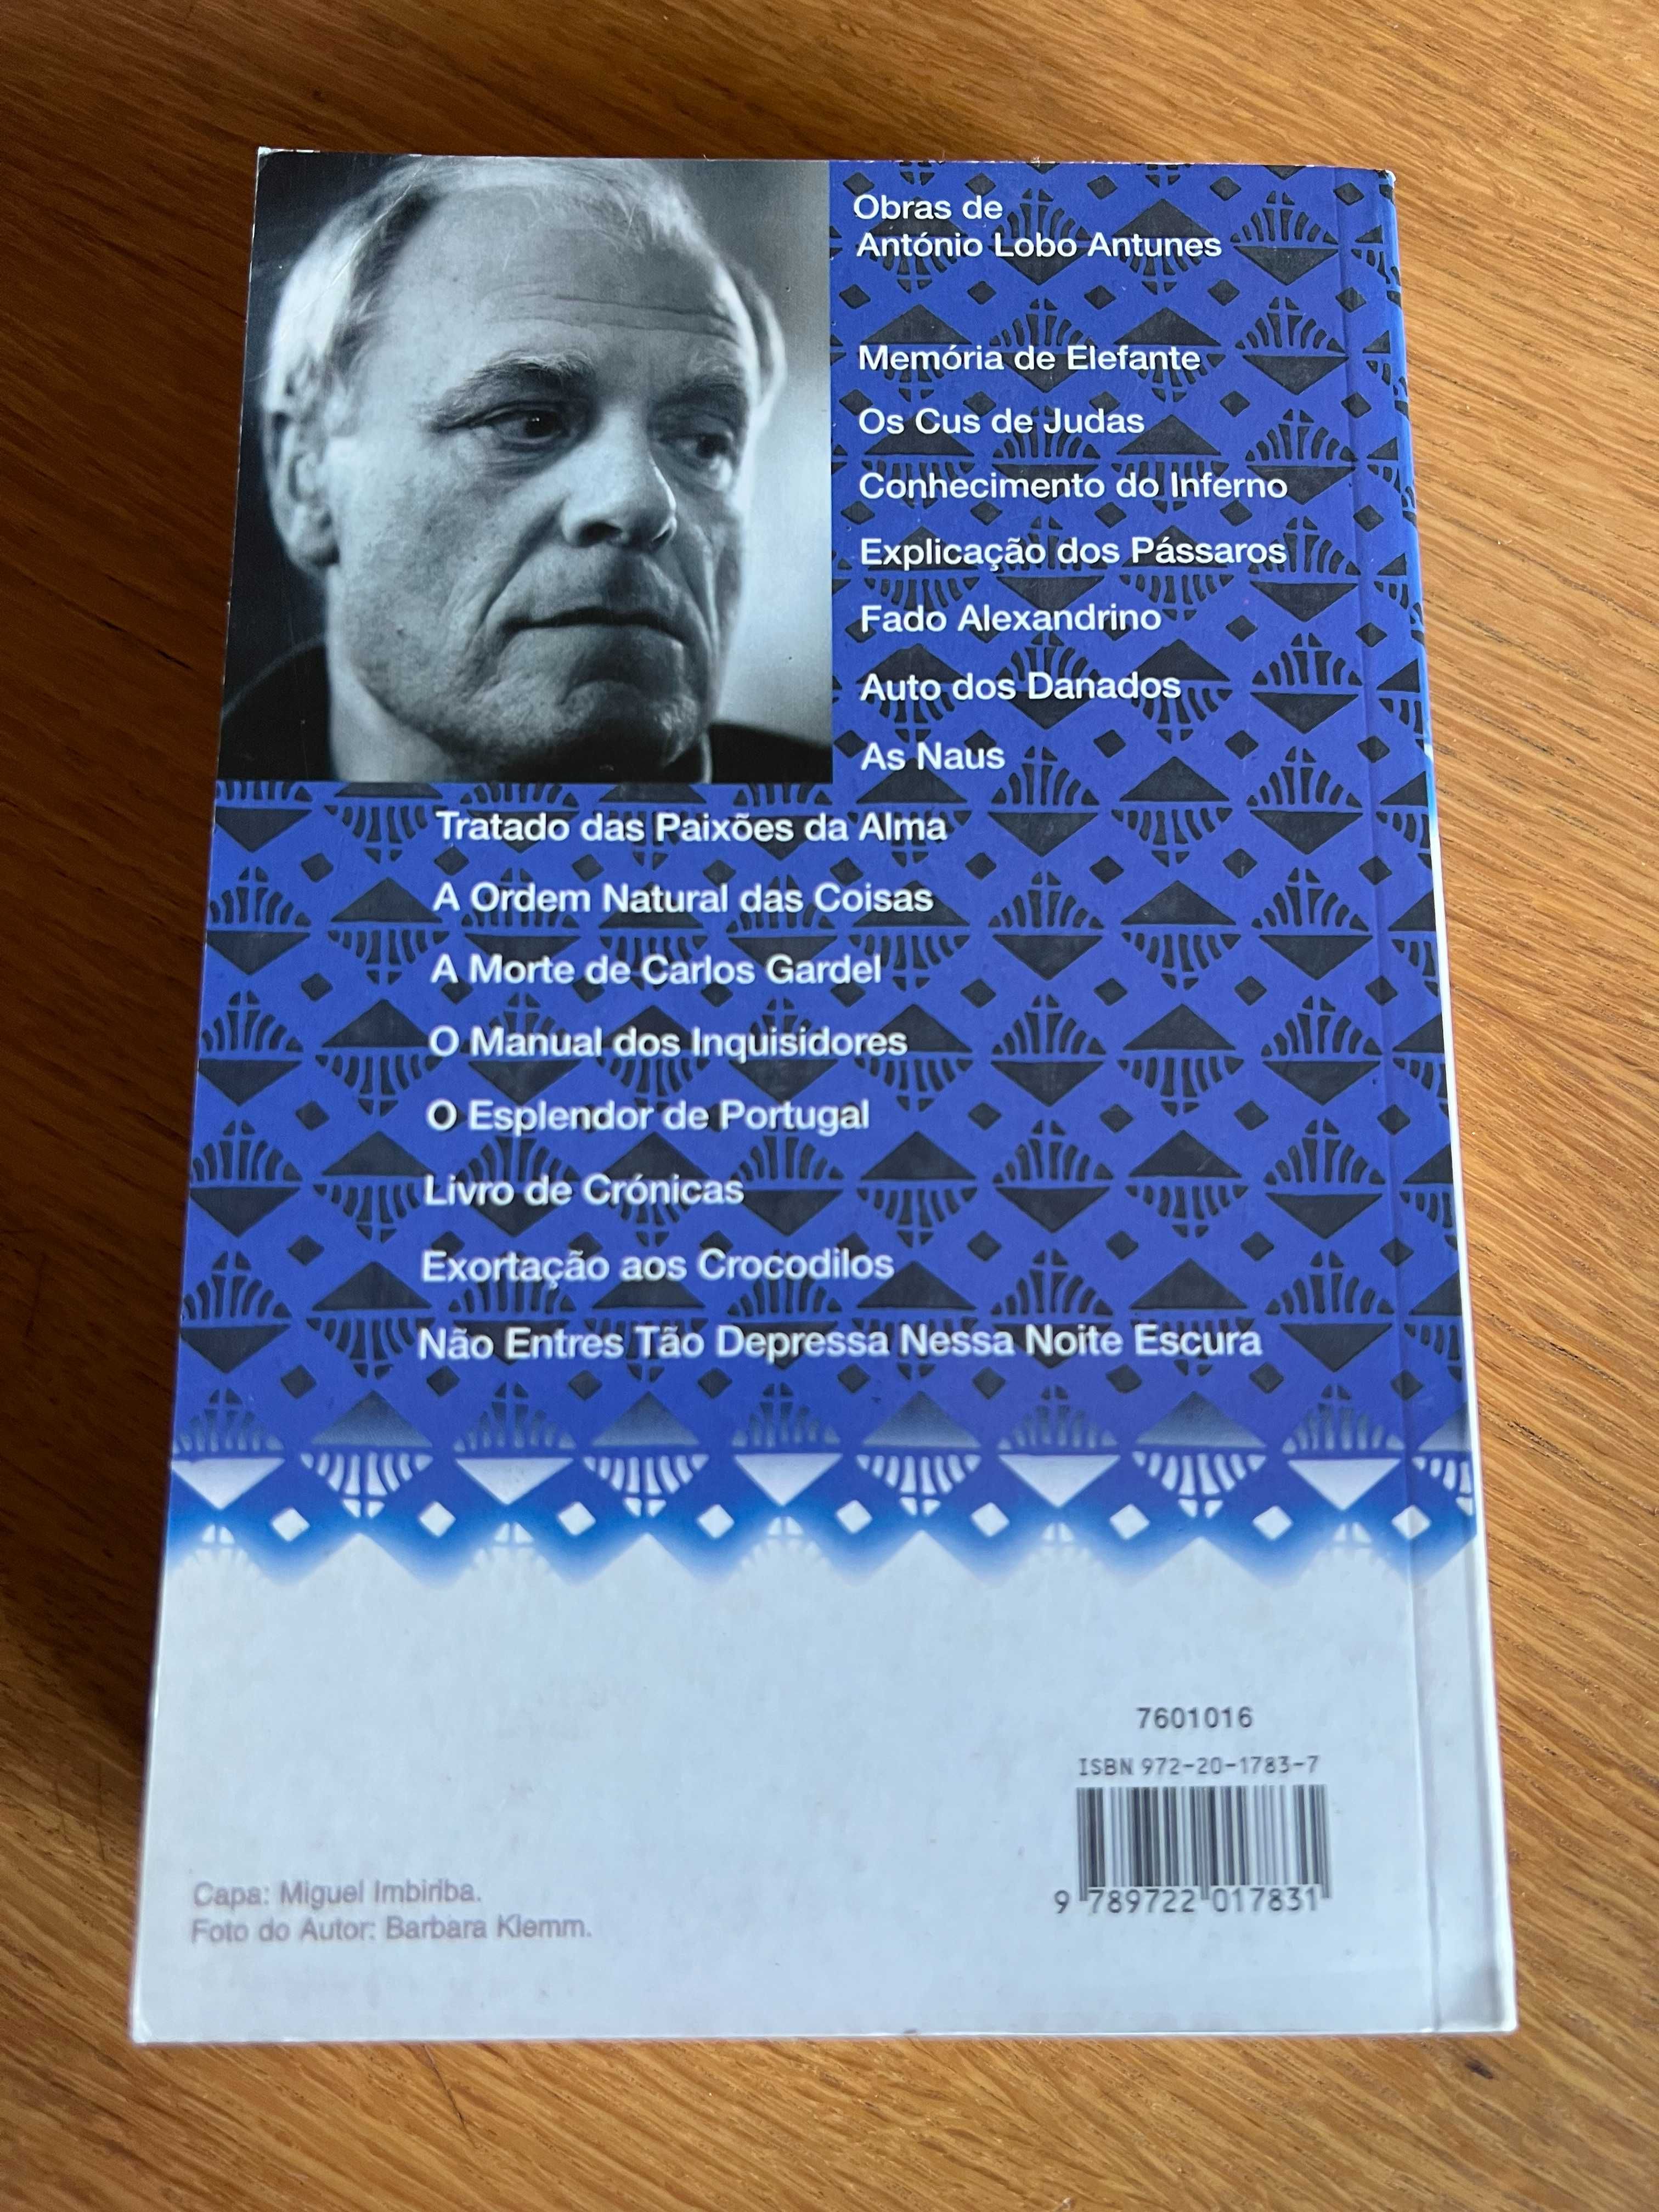 Obras de
António Lobo Antunes
Memória de Elefante
Os Cus de Judas
Conhecimento do Inferno
Explicação dos Pássaros
Fado Alexandrino
Auto dos Danados
As Naus
Tratado das Paixões da Alma
A Ordem Natural das Coisas
A Morte de Carlos Gardel
O Manual dos Inquisidores
O Esplendor de Portugal
Livro de Crónicas
Exortação aos Crocodilos
Não Entres Tão Depressa Nessa Noite Escura
7601016
ISBN 972-20-1783-7
9 789722 017831
Capa: Miguel Imbiriba.
Foto do Autor: Barbara Klemm.